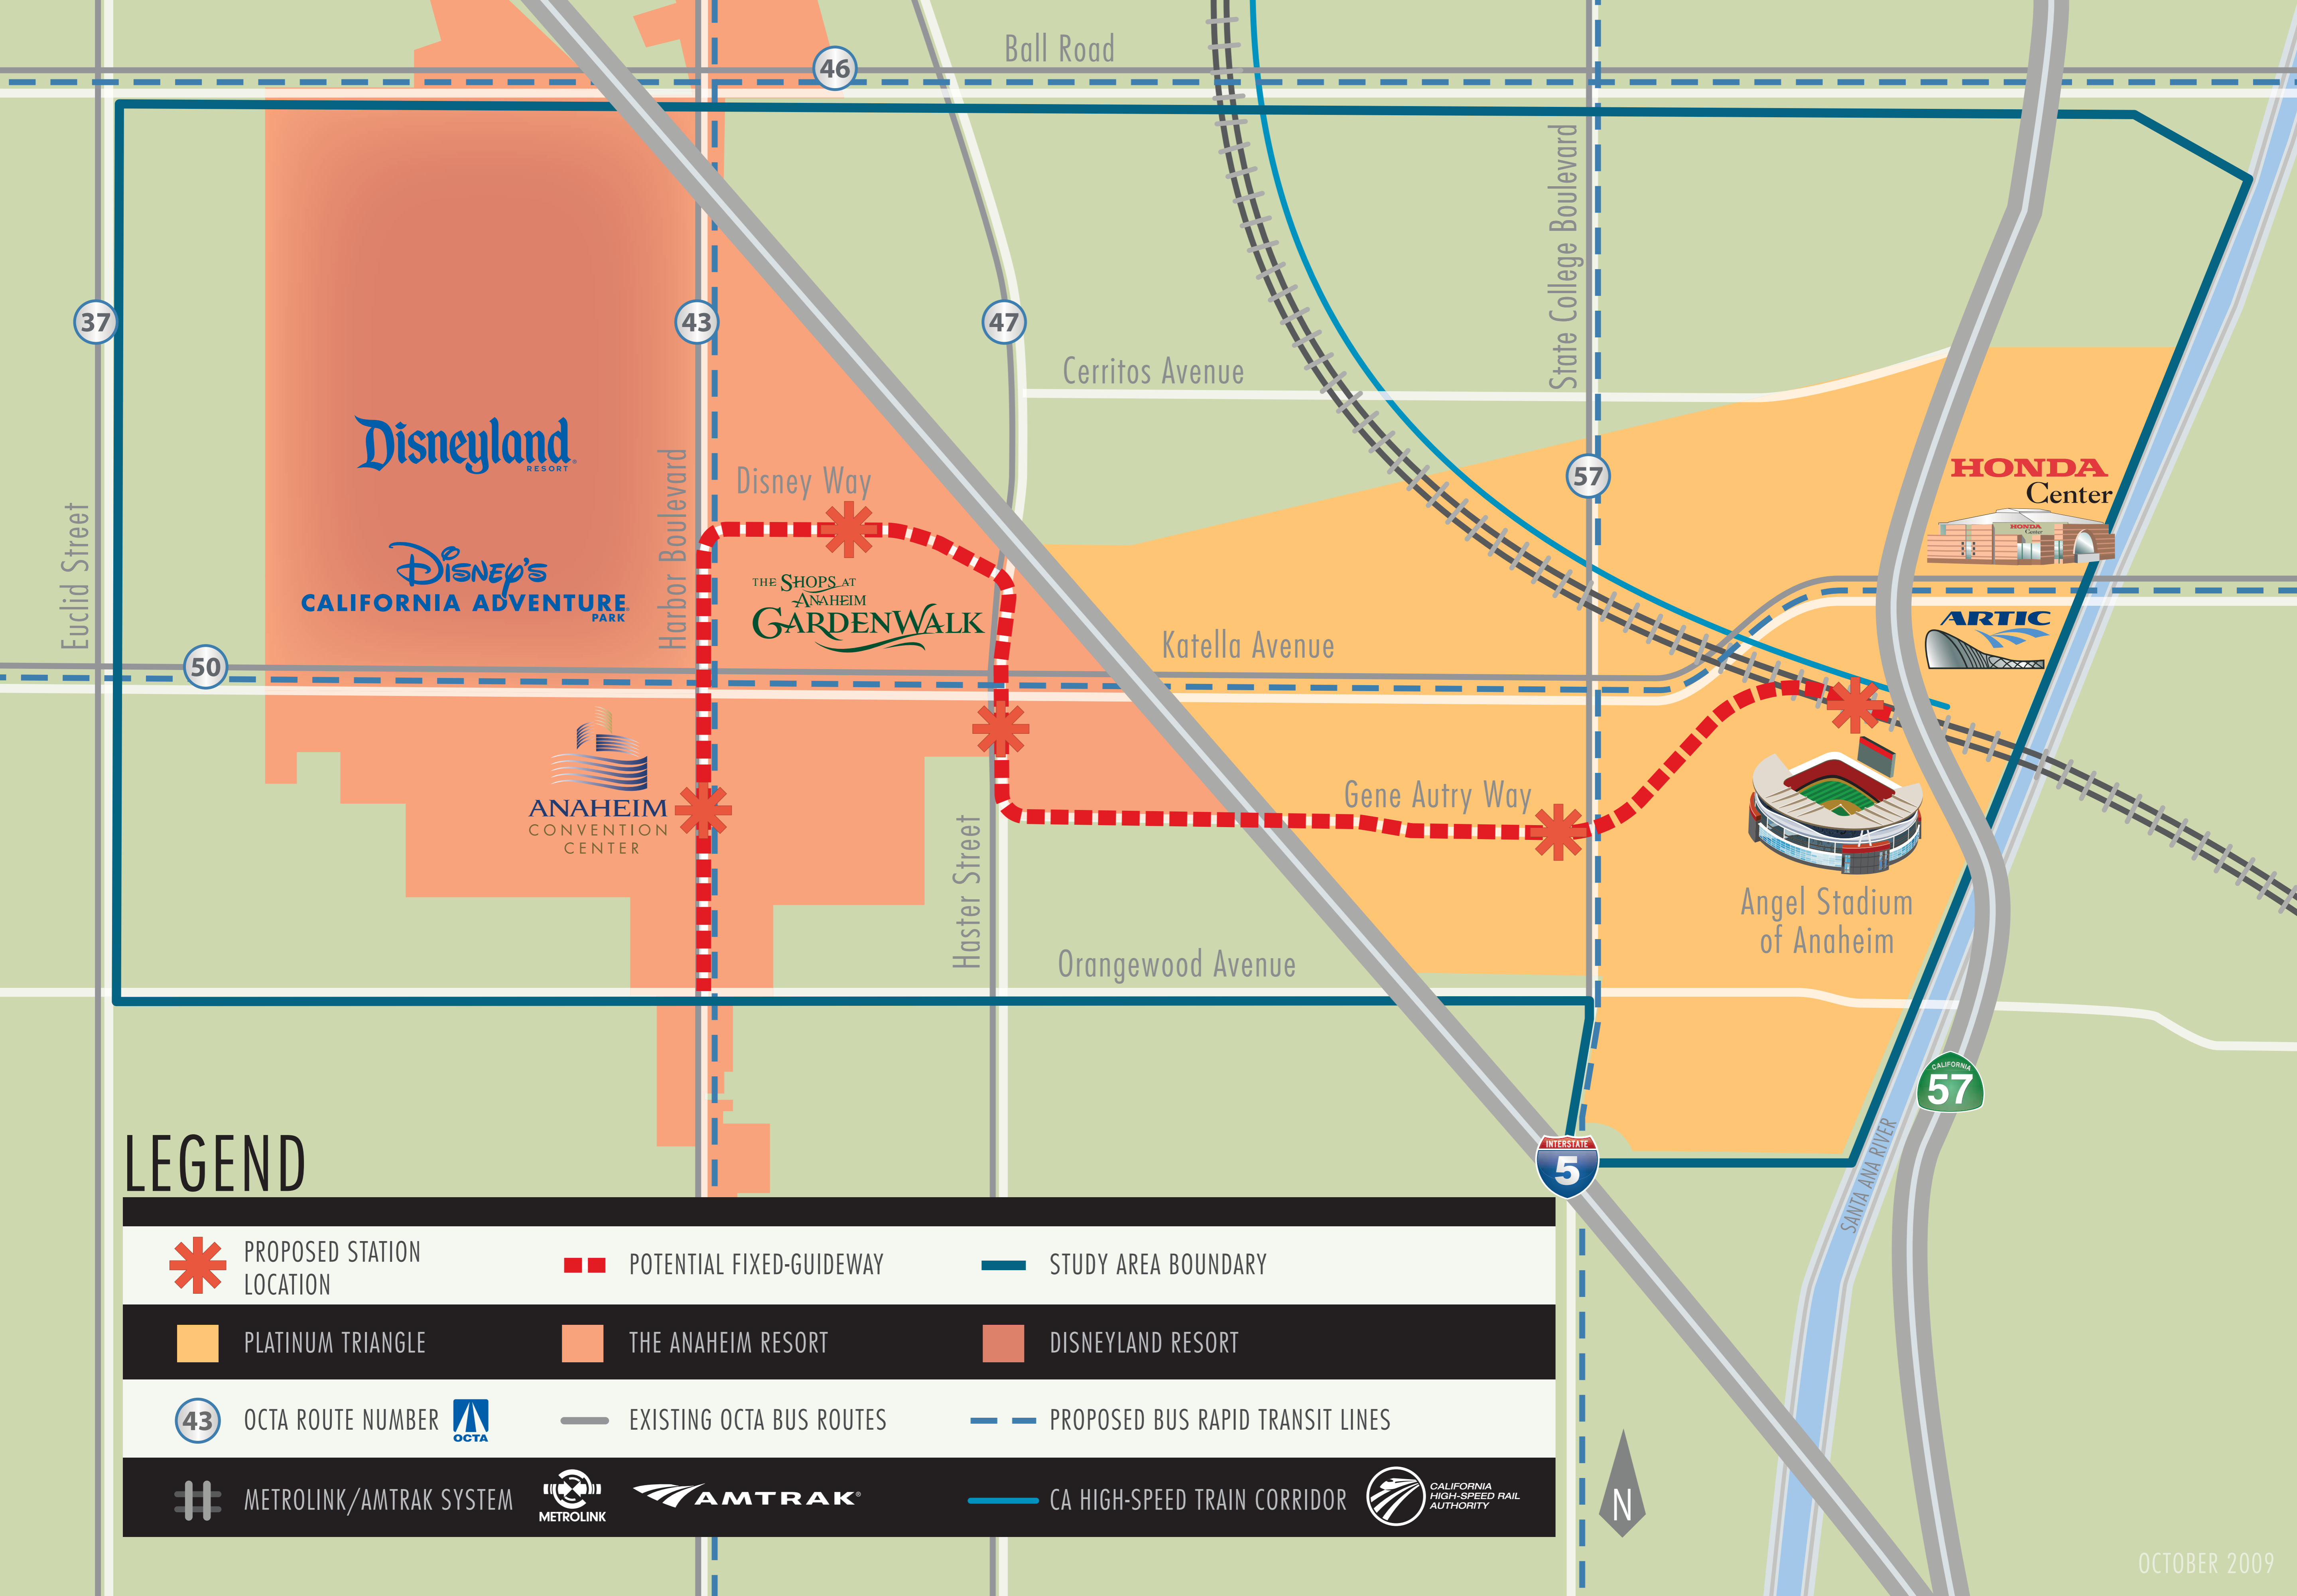 Ball Road
46
State College Boulevard
37
43
47
Cerritos Avenue
Disneyland
RESORT
Harbor Boulevard
Disney Way
57
HONDA
Center
HONDA
Center
Euclid Street
DISNEY'S
CALIFORNIA ADVENTURE
PARK
THE SHOPS AT
ANAHEIM
GARDENWALK
Katella Avenue
ARTIC
50
ANAHEIM
CONVENTION
CENTER
Gene Autry Way
Haster Street
Angel Stadium
of Anaheim
Orangewood Avenue
CALIFORNIA
57
INTERSTATE
5
SANTA ANA RIVER
LEGEND
PROPOSED STATION
LOCATION
POTENTIAL FIXED-GUIDEWAY
STUDY AREA BOUNDARY
PLATINUM TRIANGLE
THE ANAHEIM RESORT
DISNEYLAND RESORT
43
OCTA ROUTE NUMBER
OCTA
EXISTING OCTA BUS ROUTES
PROPOSED BUS RAPID TRANSIT LINES
METROLINK/AMTRAK SYSTEM
METROLINK
AMTRAK®
CA HIGH-SPEED TRAIN CORRIDOR
CALIFORNIA
HIGH-SPEED RAIL
AUTHORITY
N
OCTOBER 2009